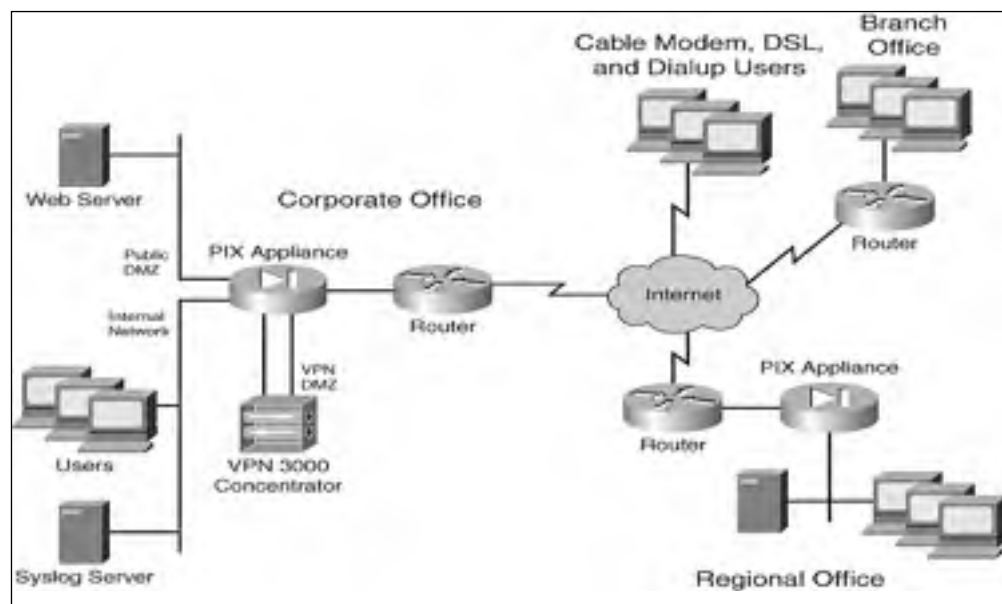 Cable Modem, DSL,
and Dialup Users
Branch
Office
Web Server
Corporate Office
Public
DMZ
PIX Appliance
Router
Internet
Router
Internal
Network
VPN
DMZ
Users
VPN 3000
Concentrator
PIX Appliance
Router
Syslog Server
Regional Office